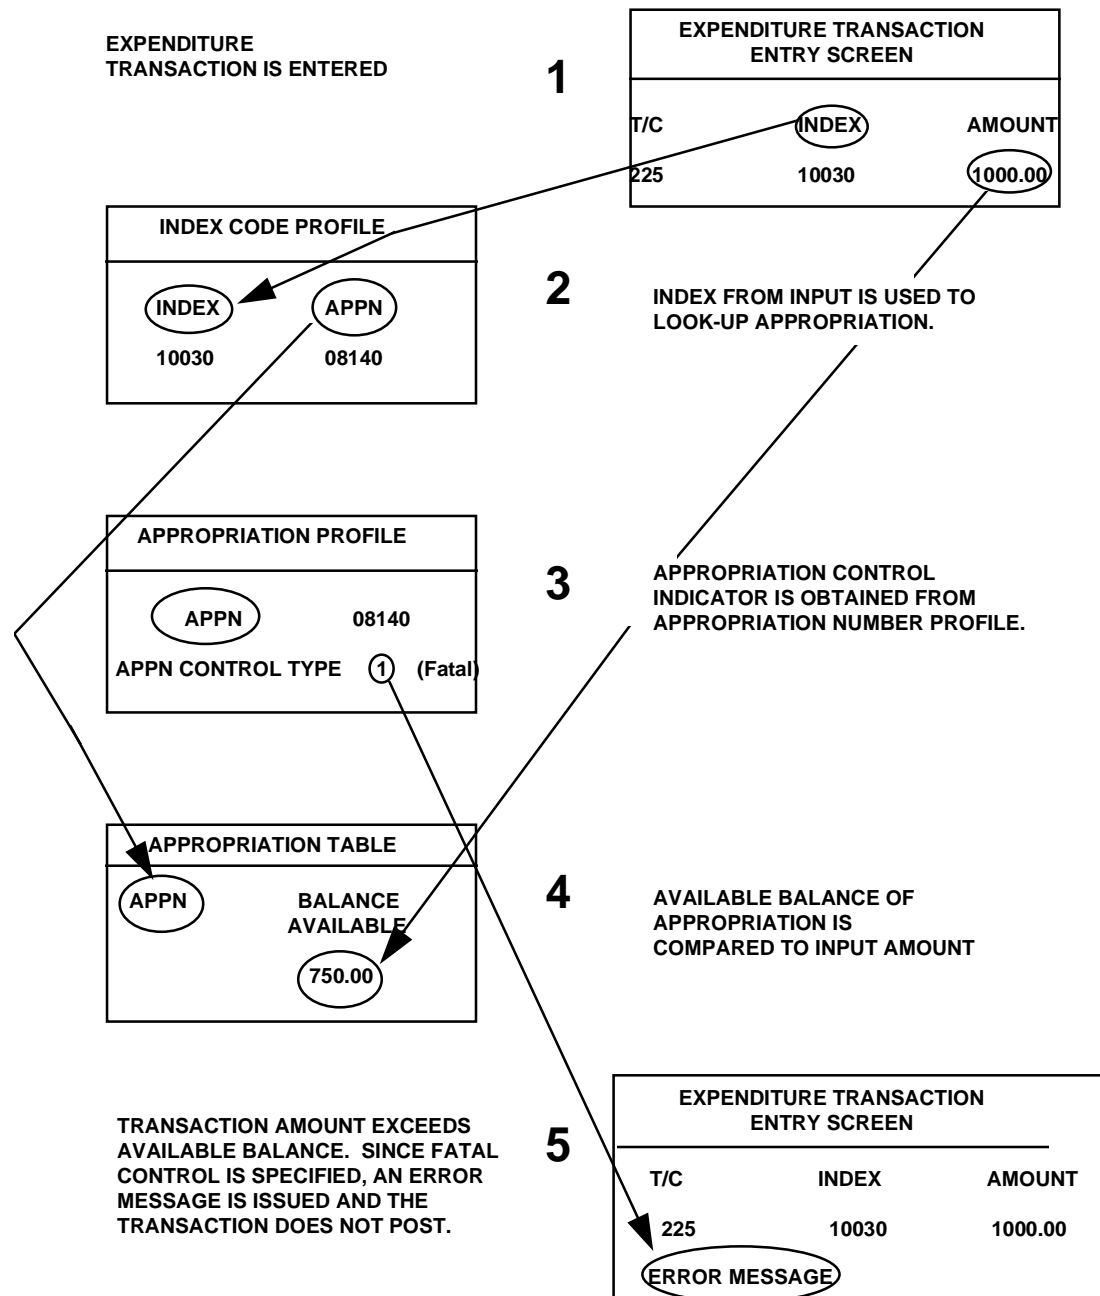 EXPENDITURE
TRANSACTION IS ENTERED
1
EXPENDITURE TRANSACTION
ENTRY SCREEN
T/C INDEX AMOUNT
225 10030 1000.00
INDEX CODE PROFILE
INDEX APPN
10030 08140
2
INDEX FROM INPUT IS USED TO
LOOK-UP APPROPRIATION.
APPROPRIATION PROFILE
APPN 08140
APPN CONTROL TYPE 1 (Fatal)
3
APPROPRIATION CONTROL
INDICATOR IS OBTAINED FROM
APPROPRIATION NUMBER PROFILE.
APPROPRIATION TABLE
APPN BALANCE
AVAILABLE
750.00
4
AVAILABLE BALANCE OF
APPROPRIATION IS
COMPARED TO INPUT AMOUNT
TRANSACTION AMOUNT EXCEEDS
AVAILABLE BALANCE. SINCE FATAL
CONTROL IS SPECIFIED, AN ERROR
MESSAGE IS ISSUED AND THE
TRANSACTION DOES NOT POST.
5
EXPENDITURE TRANSACTION
ENTRY SCREEN
T/C INDEX AMOUNT
225 10030 1000.00
ERROR MESSAGE